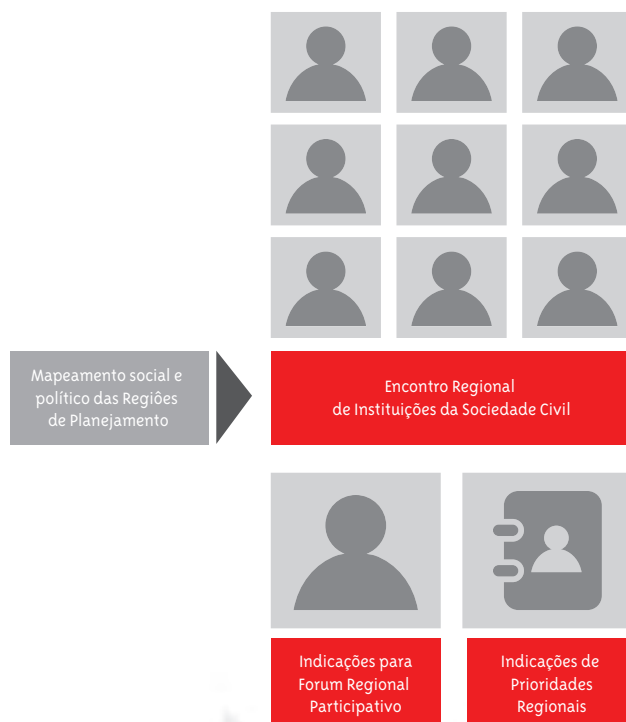 Mapeamento social e
político das Regiões
de Planejamento
Encontro Regional
de Instituições da Sociedade Civil
Indicações para
Forum Regional
Participativo
Indicações de
Prioridades
Regionais